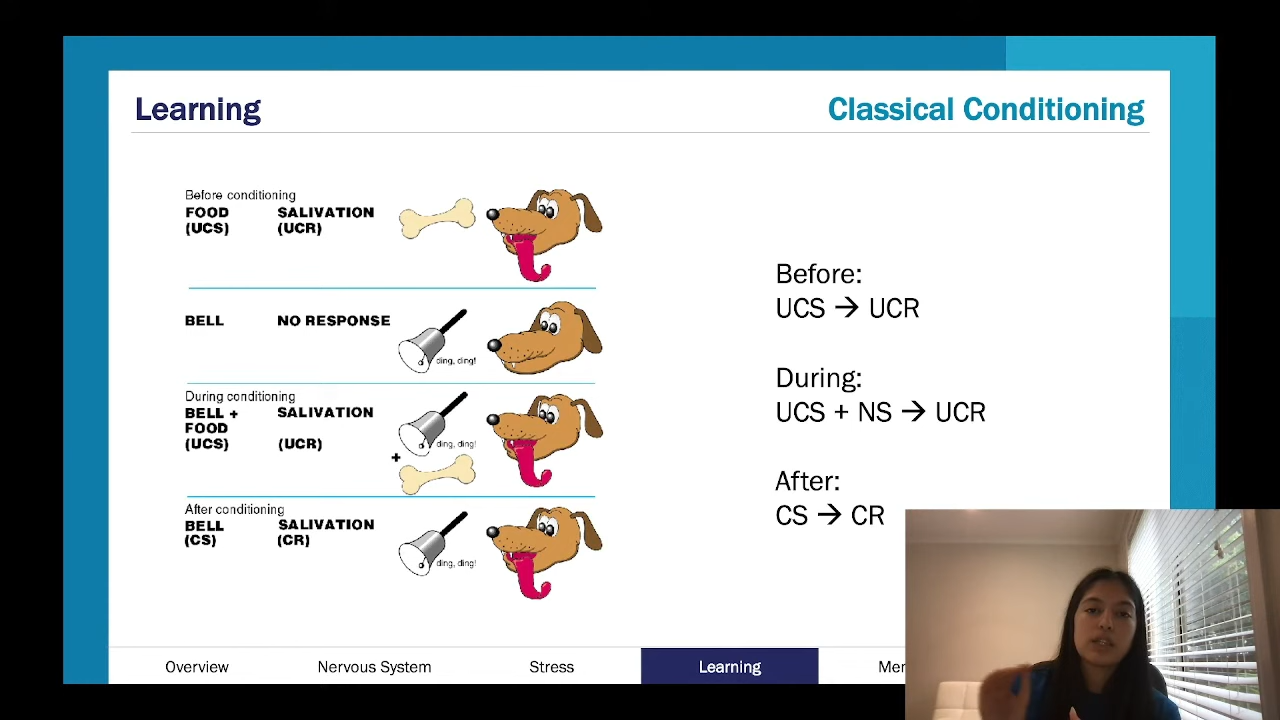 Learning
Classical Conditioning
Before conditioning
FOOD SALIVATION
(UCS) (UCR)
BELL NO RESPONSE
ding, ding!
During conditioning
BELL + SALIVATION
FOOD
(UCS) (UCR)
ding, ding!
+
After conditioning
BELL SALIVATION
(CS) (CR)
ding, ding!
Before:
UCS → UCR
During:
UCS + NS → UCR
After:
CS → CR
Overview Nervous System Stress Learning